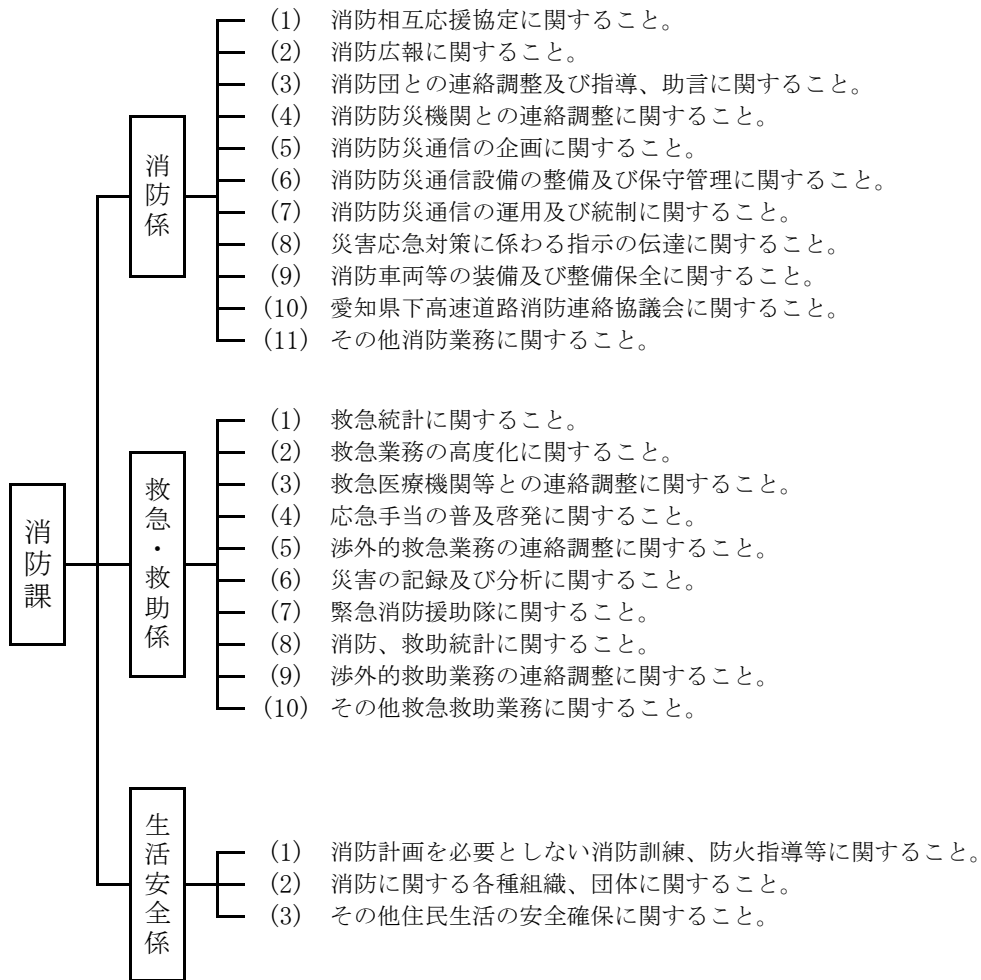 消防課
消防係
(1) 消防相互応援協定に関すること。
(2) 消防広報に関すること。
(3) 消防団との連絡調整及び指導、助言に関すること。
(4) 消防防災機関との連絡調整に関すること。
(5) 消防防災通信の企画に関すること。
(6) 消防防災通信設備の整備及び保守管理に関すること。
(7) 消防防災通信の運用及び統制に関すること。
(8) 災害応急対策に係わる指示の伝達に関すること。
(9) 消防車両等の装備及び整備保全に関すること。
(10) 愛知県下高速道路消防連絡協議会に関すること。
(11) その他消防業務に関すること。
救急・救助係
(1) 救急統計に関すること。
(2) 救急業務の高度化に関すること。
(3) 救急医療機関等との連絡調整に関すること。
(4) 応急手当の普及啓発に関すること。
(5) 渉外的救急業務の連絡調整に関すること。
(6) 災害の記録及び分析に関すること。
(7) 緊急消防援助隊に関すること。
(8) 消防、救助統計に関すること。
(9) 渉外的救助業務の連絡調整に関すること。
(10) その他救急救助業務に関すること。
生活安全係
(1) 消防計画を必要としない消防訓練、防火指導等に関すること。
(2) 消防に関する各種組織、団体に関すること。
(3) その他住民生活の安全確保に関すること。